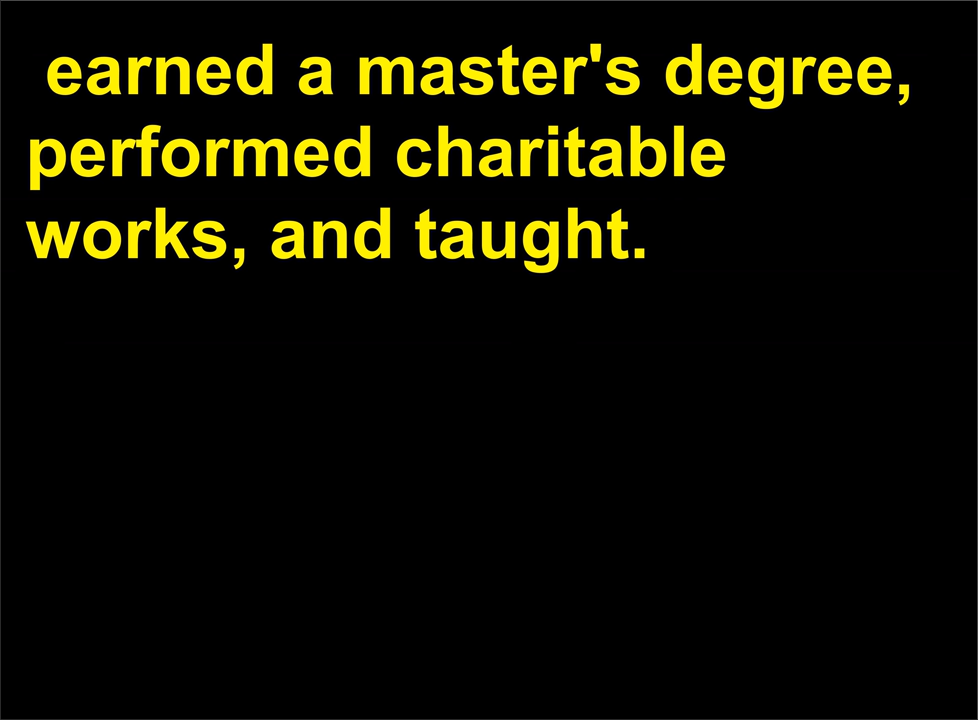 earned a master's degree,
performed charitable
works, and taught.